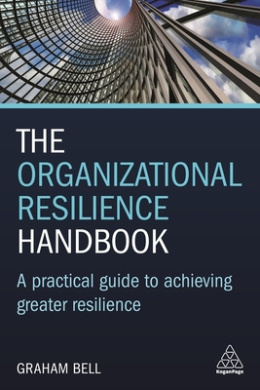 THE
ORGANIZATIONAL
RESILIENCE
HANDBOOK
A practical guide to achieving
greater resilience
GRAHAM BELL
KoganPage